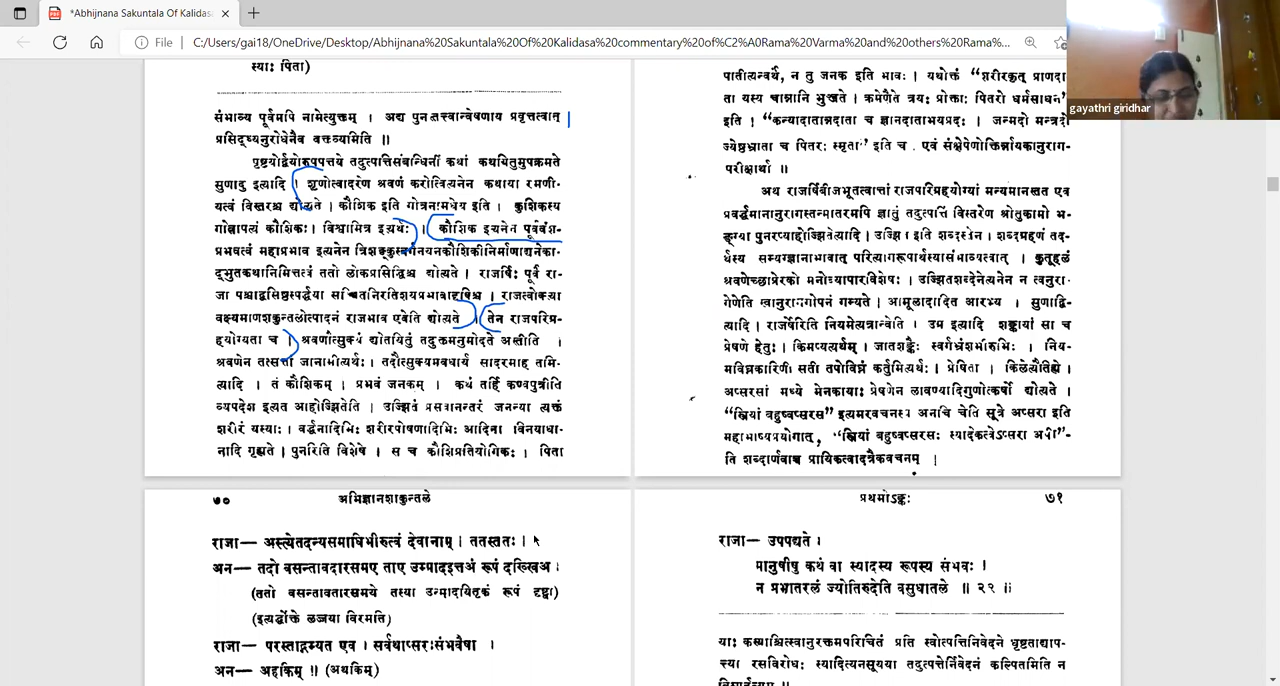 *Abhijnana Sakuntala Of Kalidas
File
C:/Users/gai18/OneDrive/Desktop/Abhijnana%20Sakuntala%20Of%20Kalidasa%20commentary%20of%C2%A0Rama%20Varma%20and%20others%20Rama%...
gayathri giridhar
स्याः पिता)
संभाव्य पूर्वमपि नामेत्युक्तम् । अद्य पुनस्तत्त्वान्वेषणाय प्रवृत्तत्वात्
प्रसिद्ध्यनुरोधेनैव वक्तव्यामिति ॥
पृष्टयोर्द्वयोरुपपत्तये तदुत्पत्तिसंबन्धिनीं कथां कथयितुमुपक्रमते
सुणादु इत्यादि । शृणोत्वादरेण श्रवणं करोत्वित्यनेन कथाया रमणी-
यत्वं विस्तरश्च द्योत्यते । कौशिक इति गोत्रनामधेय इति । कुशिकस्य
गोत्रापत्यं कौशिकः। विश्वामित्र इत्यर्थः । कौशिक इत्यनेन पूर्ववंश-
प्रभवत्वं महाप्रभाव इत्यनेन त्रिशङ्कुस्वर्गनयनकौशिकीनिर्माणाद्यनेका-
द्भुतकथानिमित्तत्वं ततो लोकप्रसिद्धिश्च द्योत्यते । राजर्षिः पूर्वं रा-
जा पश्चाद्वसिष्ठस्पर्द्धया सञ्चितनिरतिशयप्रभावादृषिश्च । राजत्वोक्त्या
वक्ष्यमाणशकुन्तलोत्पादनं राजभाव एवेति द्योत्यते । तेन राजपरिग्र-
हयोग्यता च । श्रवणौत्सुक्यं द्योतयितुं तदुक्तमनुमोदते अस्तीति ।
श्रवणेन तत्सत्तां जानामीत्यर्थः। तदौत्सुक्यमवधार्य सादरमाह तमि-
त्यादि । तं कौशिकम् । प्रभवं जनकम् । कथं तर्हि कण्वपुत्रीति
व्यपदेश इत्यत आहोज्झितेति । उज्झितं प्रसवानन्तरं जनन्या त्यक्तं
शरीरं यस्याः । वर्द्धनादिभिः शरीरपोषणादिभिः आदिना विनयाधा-
नादि गृह्यते । पुनरिति विशेषे । स च कौशिप्रतियोगिकः । पिता
पातीत्यन्वर्थे, न तु जनक इति भावः । यथोक्तं “शरीरकृत् प्राणदा-
ता यस्य चान्नानि भुङ्क्ते । क्रमेणैते त्रयः प्रोक्ताः पितरो धर्मसाधन”
इति । “कन्यादातान्नदाता च ज्ञानदाताभयप्रदः । जन्मदो मन्त्रदो
ज्येष्ठभ्राता च पितरः स्मृता” इति च . एवं संक्षेपेणोक्तिर्नायकानुराग-
परीक्षार्था ॥
अथ राजर्षिबीजभूतत्वात्तां राजपरिग्रहयोग्यां मन्यमानस्तत एव
प्रवर्द्धमानानुरागस्तन्मातरमपि ज्ञातुं तदुत्पत्तिं विस्तरेण श्रोतुकामो भ-
ङ्ग्या पुनरप्याहोज्झितेत्यादि । उज्झित इति शब्दस्तेन । शब्दग्रहणं तद-
र्थस्य सम्यग्ज्ञानाभावात् परित्यागरूपार्थस्यासंभाव्यत्वात् । कुतूहलं
श्रवणेच्छाप्रेरको मनोव्यापारविशेषः । उज्झितशब्देनेत्यनेन न त्वनुरा-
गेणेति स्वानुरागगोपनं गम्यते । आमूलादादित आरभ्य । सुणाद्वि-
त्यादि । राजर्षेरिति नियमेत्यत्रान्वेति । उग्र इत्यादि शङ्कायां सा च
प्रेषणे हेतुः । किमप्यत्यर्थम् । जातशङ्कैः स्वर्गभ्रंशभीरुभिः । निय-
मविघ्नकारिणी सती तपोविघ्नं कर्तुमित्यर्थः । प्रेषिता । किलेत्यैतिह्ये ।
अप्सरसां मध्ये मेनकायाः प्रेषणेन लावण्यादिगुणोत्कर्षो द्योत्यते ।
“स्त्रियां बहुष्वप्सरस” इत्यमरवचनस्य अनचि चेति सूत्रे अप्सरा इति
महाभाष्यप्रयोगात्, “स्त्रियां बहुष्वप्सरसः स्यादेकत्वेऽप्सरा अपी”-
ति शब्दार्णवाच्च प्रायिकत्वादत्रैकवचनम् ।
७० अभिज्ञानशाकुन्तले
राजा— अस्त्येतदन्यसमाधिभीरुत्वं देवानाम् । ततस्ततः ।
अन— तदो वसन्तावदारसमए ताए उम्मादइत्तअं रूवं दक्खिअ ।
(ततो वसन्तावतारसमये तस्या उन्मादयितृकं रूपं दृष्ट्वा)
(इत्यर्द्धोक्ते लज्जया विरमति)
राजा— परस्ताद्गम्यत एव । सर्वथाप्सरःसंभवैषा ।
अन— अहकिम् ॥ (अथकिम्)
प्रथमोऽङ्कः ७१
राजा— उपपद्यते ।
मानुषीषु कथं वा स्यादस्य रूपस्य संभवः ।
न प्रभातरलं ज्योतिरुदेति वसुधातले ॥ २२ ॥
याः कस्माच्चित्स्वानुरक्तमपरिचितं प्रति स्वोत्पत्तिनिवेदने धृष्टताद्याप-
त्त्या रसविरोधः स्यादित्यनसूयया तदुत्पत्तेर्निवेदनं कल्पितमिति न